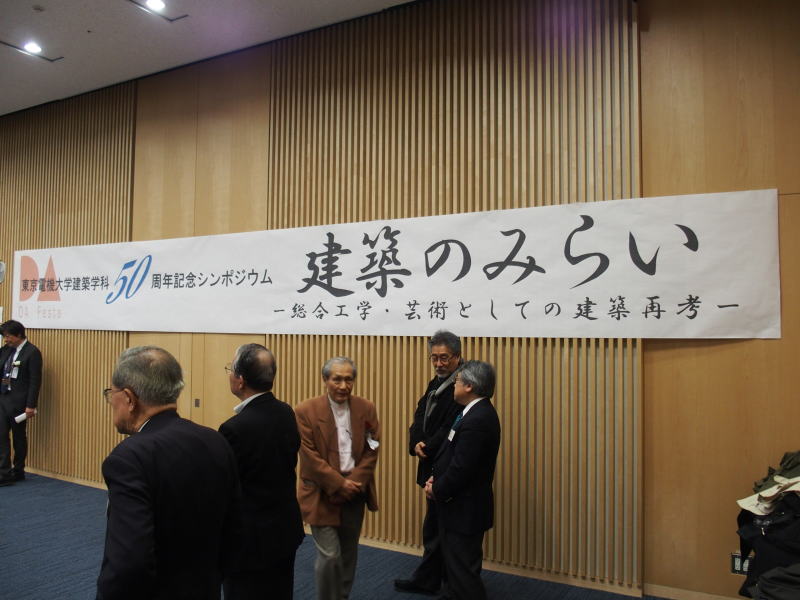 DA
東京電機大学建築学科50周年記念シンポジウム
DA Festa
建築のみらい
ー総合工学・芸術としての建築再考ー